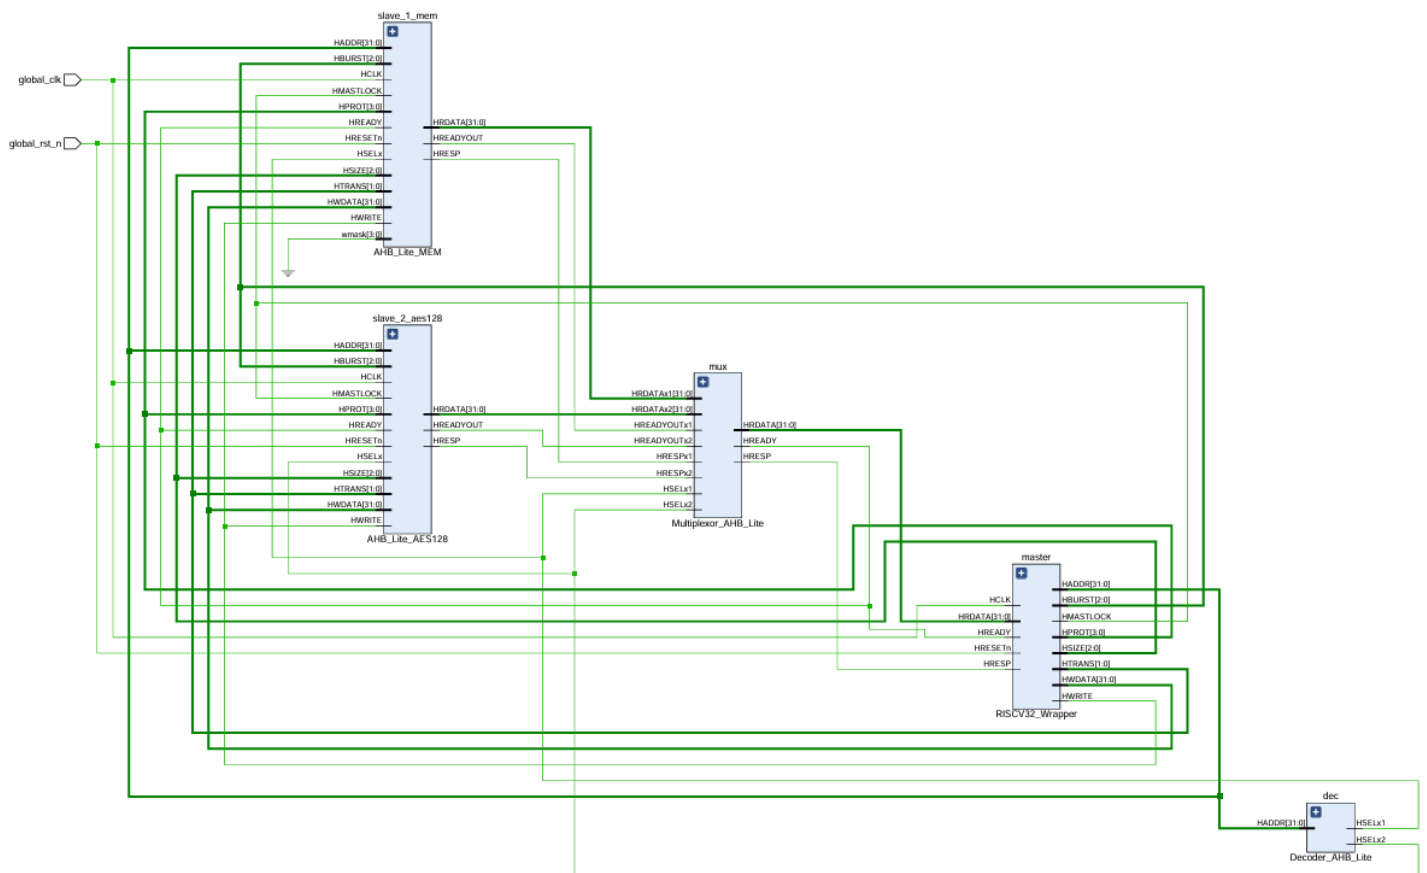 slave_1_mem
HADDR[31:0]
HBURST[2:0]
HCLK
HMASTLOCK
HPROT[3:0]
HREADY
HRESETn
HSELx
HSIZE[2:0]
HTRANS[1:0]
HWDATA[31:0]
HWRITE
wmask[3:0]
HRDATA[31:0]
HREADYOUT
HRESP
AHB_Lite_MEM
global_clk
global_rst_n
slave_2_aes128
HADDR[31:0]
HBURST[2:0]
HCLK
HMASTLOCK
HPROT[3:0]
HREADY
HRESETn
HSELx
HSIZE[2:0]
HTRANS[1:0]
HWDATA[31:0]
HWRITE
HRDATA[31:0]
HREADYOUT
HRESP
AHB_Lite_AES128
mux
HRDATAx1[31:0]
HRDATAx2[31:0]
HREADYOUTx1
HREADYOUTx2
HRESPx1
HRESPx2
HSELx1
HSELx2
HRDATA[31:0]
HREADY
HRESP
Multiplexor_AHB_Lite
master
HCLK
HRDATA[31:0]
HREADY
HRESETn
HRESP
HADDR[31:0]
HBURST[2:0]
HMASTLOCK
HPROT[3:0]
HSIZE[2:0]
HTRANS[1:0]
HWDATA[31:0]
HWRITE
RISCV32_Wrapper
dec
HADDR[31:0]
HSELx1
HSELx2
Decoder_AHB_Lite